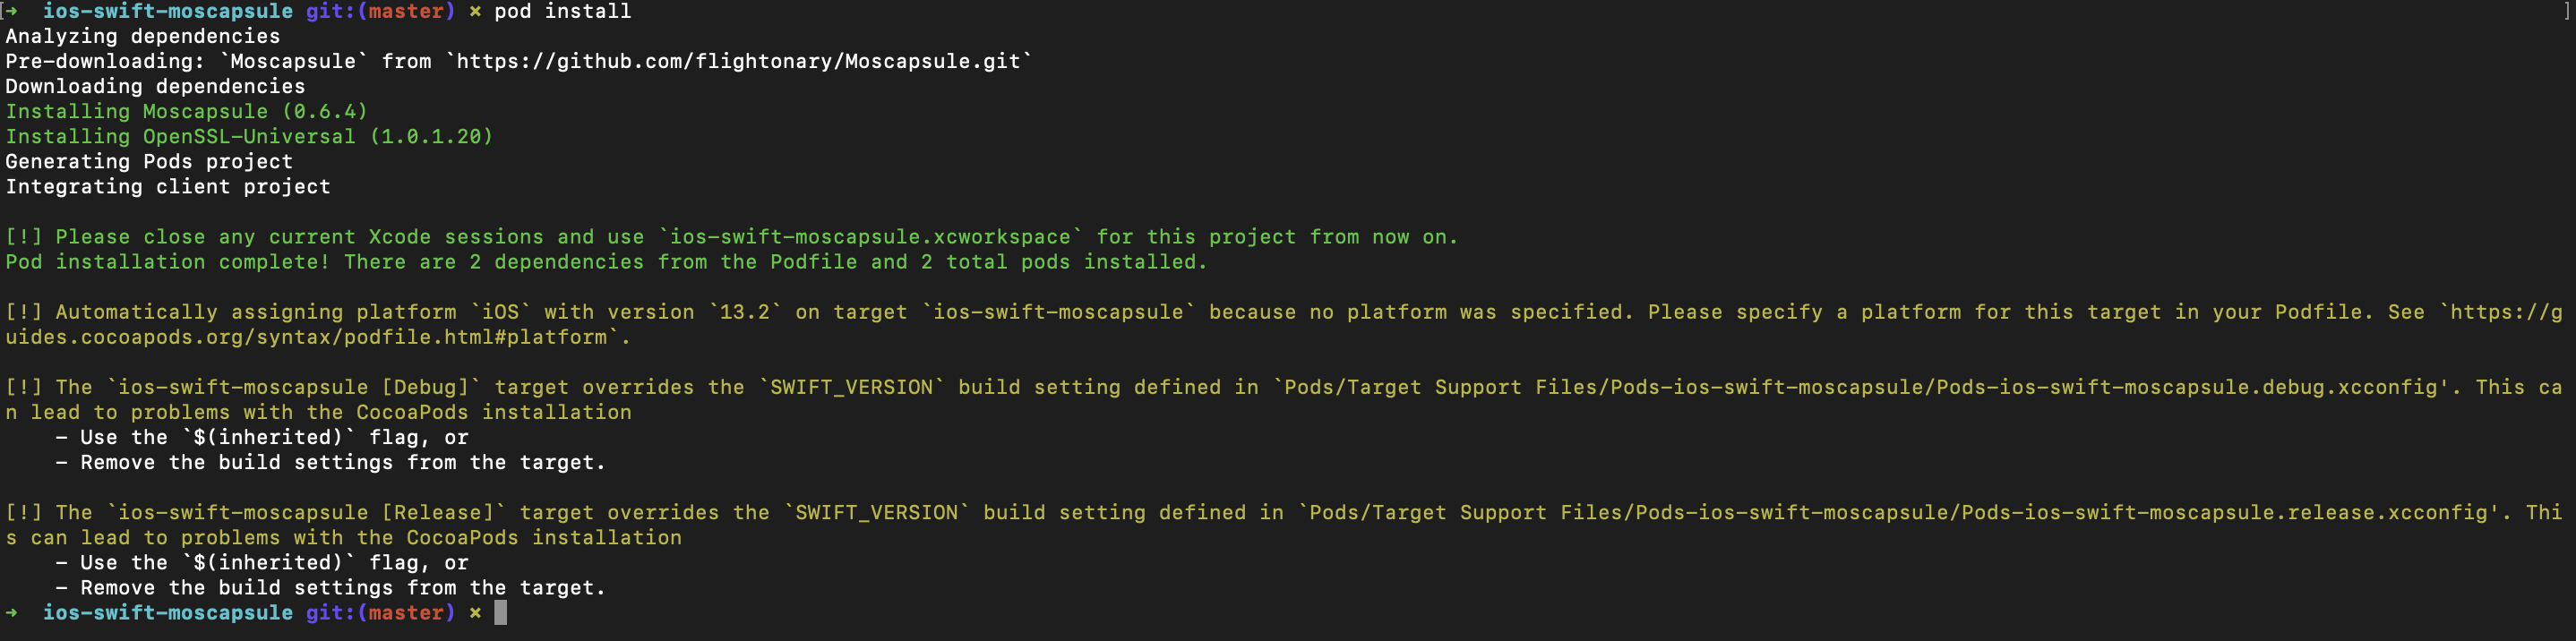 [➜  ios-swift-moscapsule git:(master) ✗ pod install ]
Analyzing dependencies
Pre-downloading: `Moscapsule` from `https://github.com/flightonary/Moscapsule.git`
Downloading dependencies
Installing Moscapsule (0.6.4)
Installing OpenSSL-Universal (1.0.1.20)
Generating Pods project
Integrating client project
[!] Please close any current Xcode sessions and use `ios-swift-moscapsule.xcworkspace` for this project from now on.
Pod installation complete! There are 2 dependencies from the Podfile and 2 total pods installed.
[!] Automatically assigning platform `iOS` with version `13.2` on target `ios-swift-moscapsule` because no platform was specified. Please specify a platform for this target in your Podfile. See `https://g
uides.cocoapods.org/syntax/podfile.html#platform`.
[!] The `ios-swift-moscapsule [Debug]` target overrides the `SWIFT_VERSION` build setting defined in `Pods/Target Support Files/Pods-ios-swift-moscapsule/Pods-ios-swift-moscapsule.debug.xcconfig'. This ca
n lead to problems with the CocoaPods installation
    - Use the `$(inherited)` flag, or
    - Remove the build settings from the target.
[!] The `ios-swift-moscapsule [Release]` target overrides the `SWIFT_VERSION` build setting defined in `Pods/Target Support Files/Pods-ios-swift-moscapsule/Pods-ios-swift-moscapsule.release.xcconfig'. Thi
s can lead to problems with the CocoaPods installation
    - Use the `$(inherited)` flag, or
    - Remove the build settings from the target.
➜  ios-swift-moscapsule git:(master) ✗